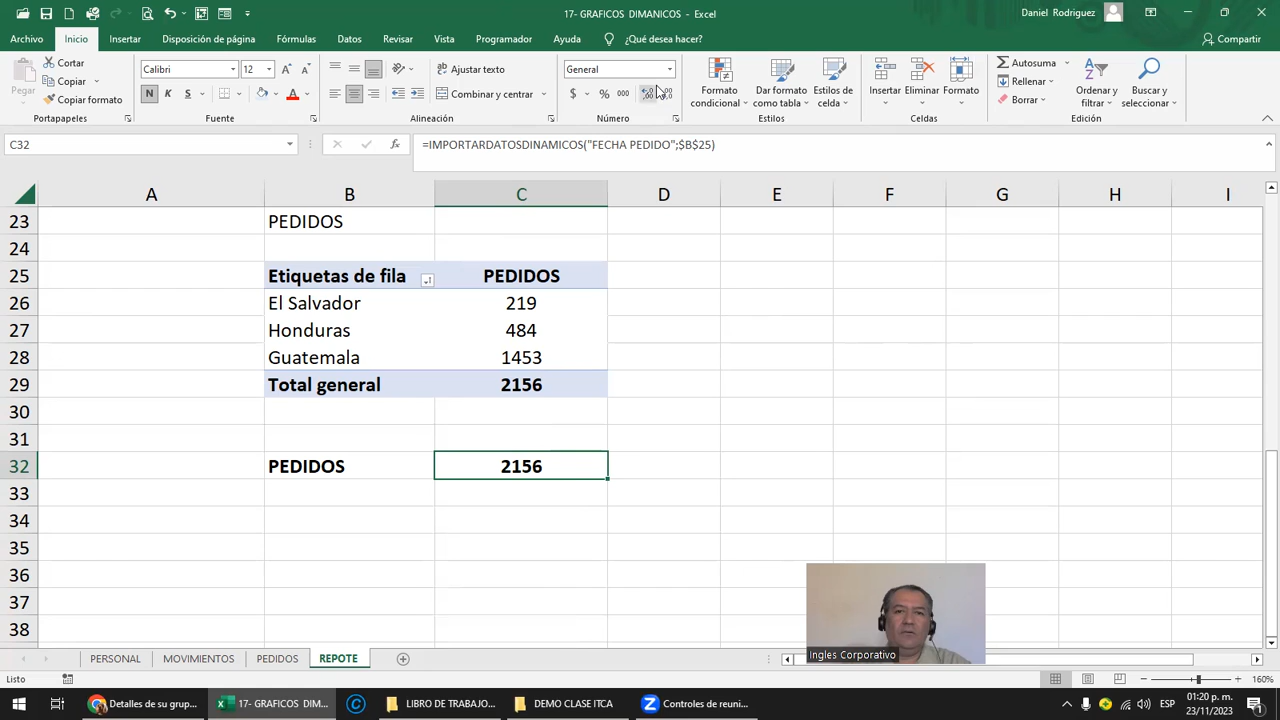 17- GRAFICOS DIMANICOS - Excel
Daniel Rodriguez
Archivo Inicio Insertar Disposición de página Fórmulas Datos Revisar Vista Programador Ayuda ¿Qué desea hacer? Compartir
Pegar
Cortar
Copiar
Copiar formato
Portapapeles
Calibri 12
N K S
Fuente
Ajustar texto
Combinar y centrar
Alineación
General
$ % 000
Número
Formato condicional
Dar formato como tabla
Estilos de celda
Estilos
Insertar
Eliminar
Formato
Celdas
Autosuma
Rellenar
Borrar
Ordenar y filtrar
Buscar y seleccionar
Edición
C32
fx
=IMPORTARDATOSDINAMICOS("FECHA PEDIDO";$B$25)
A B C D E F G H I
23 PEDIDOS
24
25 Etiquetas de fila PEDIDOS
26 El Salvador 219
27 Honduras 484
28 Guatemala 1453
29 Total general 2156
30
31
32 PEDIDOS 2156
33
34
35
36
37
38
Ingles Corporativo
PERSONAL MOVIMIENTOS PEDIDOS REPOTE
Listo
160%
Detalles de su grup...
17- GRAFICOS DIM...
LIBRO DE TRABAJO...
DEMO CLASE ITCA
Controles de reuni...
ESP
01:20 p. m.
23/11/2023